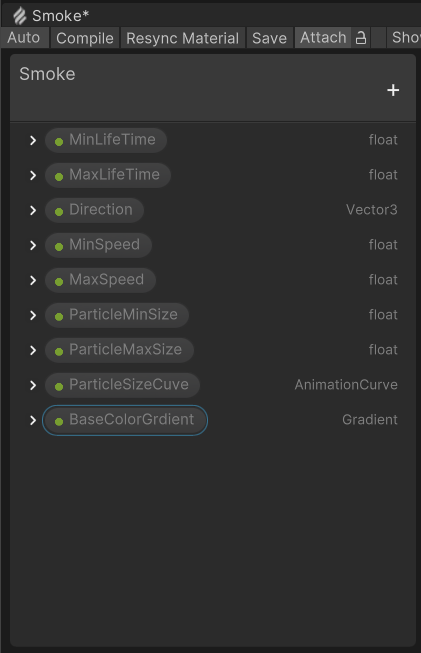 Smoke*
Auto Compile Resync Material Save Attach Sho
Smoke
+
MinLifeTime float
MaxLifeTime float
Direction Vector3
MinSpeed float
MaxSpeed float
ParticleMinSize float
ParticleMaxSize float
ParticleSizeCuve AnimationCurve
BaseColorGrdient Gradient